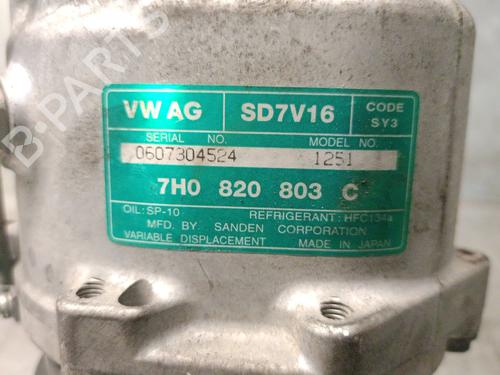 B-PARTS
VW AG SD7V16 CODE SY3
SERIAL NO. MODEL NO.
0607304524 1251
7H0 820 803 C
OIL: SP-10 REFRIGERANT: HFC134a
MFD. BY SANDEN CORPORATION
VARIABLE DISPLACEMENT MADE IN JAPAN